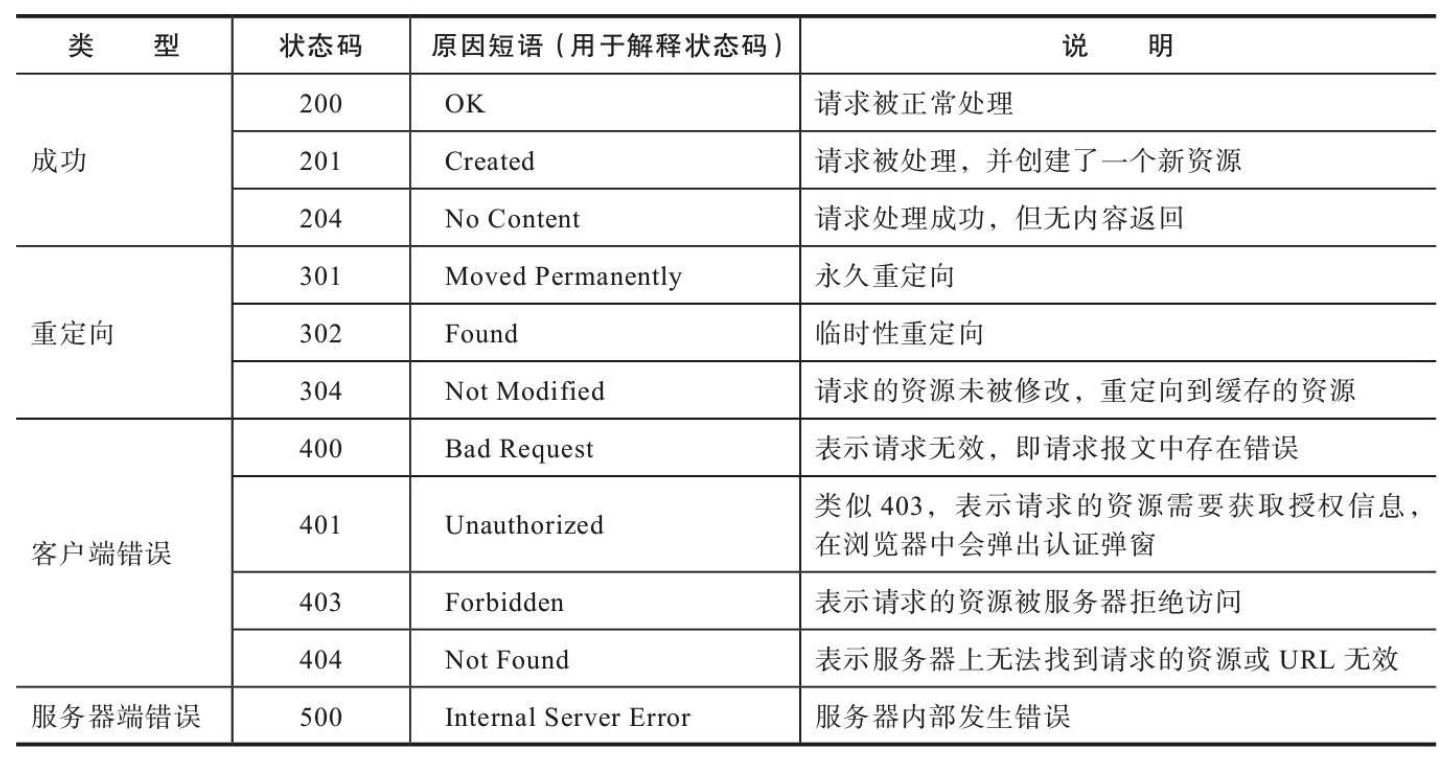 类 型 状态码 原因短语（用于解释状态码） 说 明
成功
200 OK 请求被正常处理
201 Created 请求被处理，并创建了一个新资源
204 No Content 请求处理成功，但无内容返回
重定向
301 Moved Permanently 永久重定向
302 Found 临时性重定向
304 Not Modified 请求的资源未被修改，重定向到缓存的资源
客户端错误
400 Bad Request 表示请求无效，即请求报文中存在错误
401 Unauthorized 类似 403，表示请求的资源需要获取授权信息，
在浏览器中会弹出认证弹窗
403 Forbidden 表示请求的资源被服务器拒绝访问
404 Not Found 表示服务器上无法找到请求的资源或 URL 无效
服务器端错误 500 Internal Server Error 服务器内部发生错误